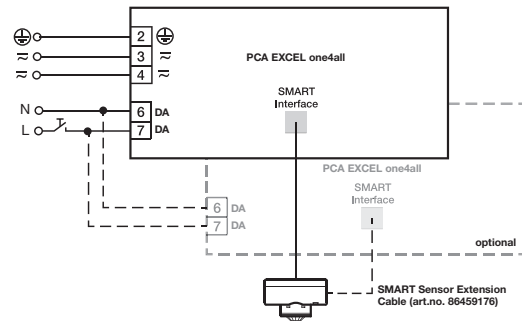 2
PCA EXCEL one4all
3
4
SMART
Interface
N 6 DA
L 7 DA
PCA EXCEL one4all
SMART
Interface
6 DA
7 DA
optional
SMART Sensor Extension
Cable (art.no. 86459176)